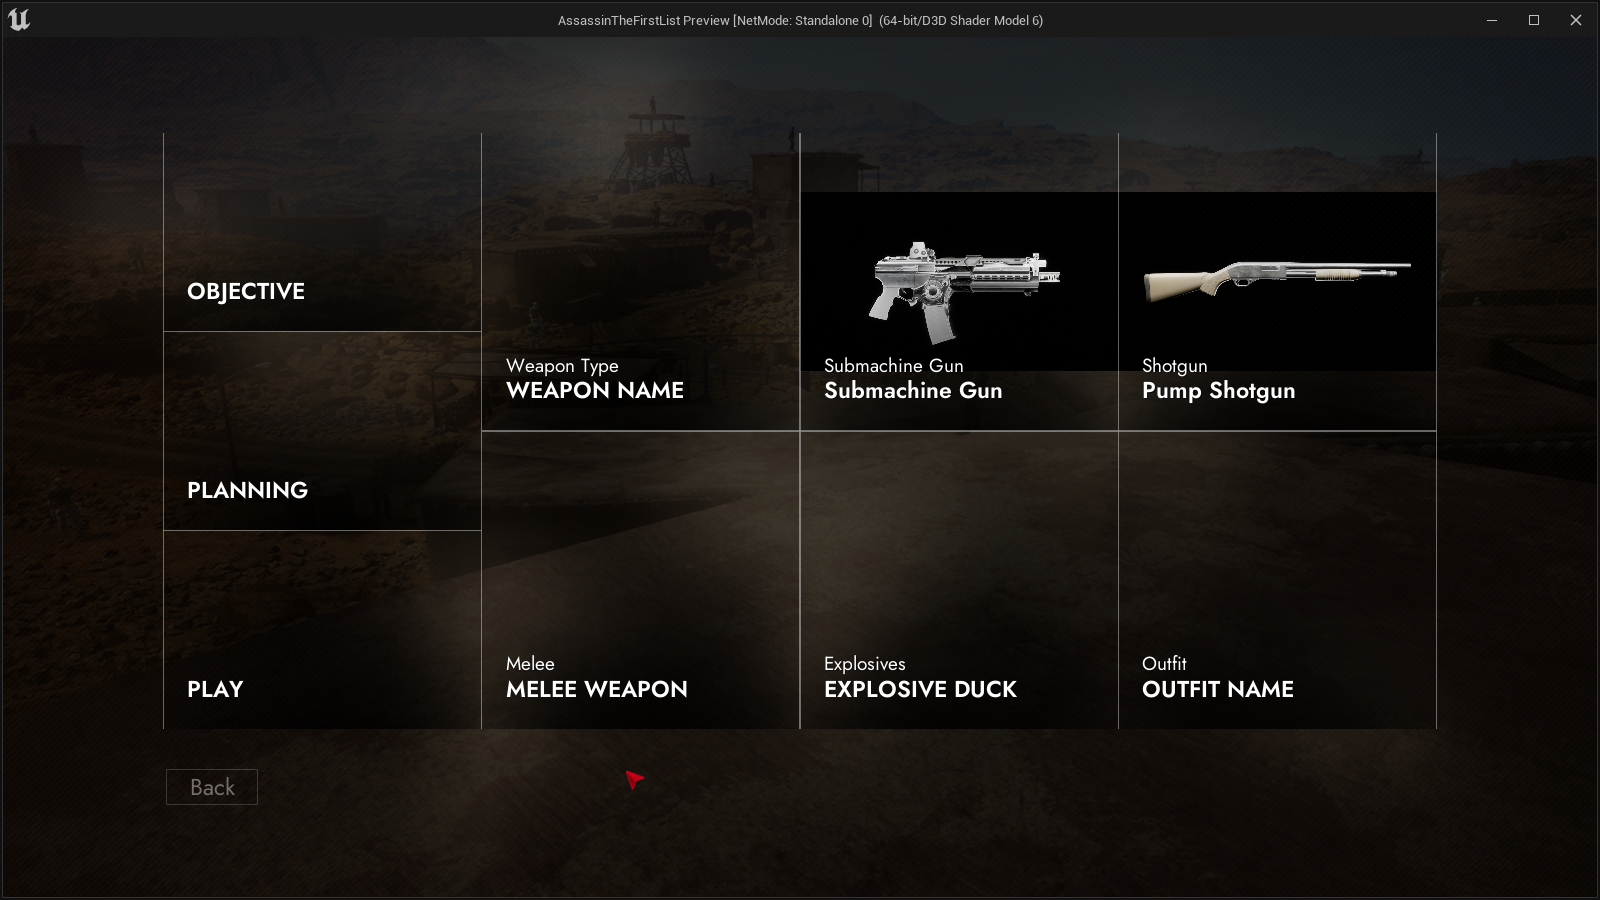 AssassinTheFirstList Preview [NetMode: Standalone 0]  (64-bit/D3D Shader Model 6)
OBJECTIVE
PLANNING
PLAY
Weapon Type
WEAPON NAME
Submachine Gun
Submachine Gun
Shotgun
Pump Shotgun
Melee
MELEE WEAPON
Explosives
EXPLOSIVE DUCK
Outfit
OUTFIT NAME
Back